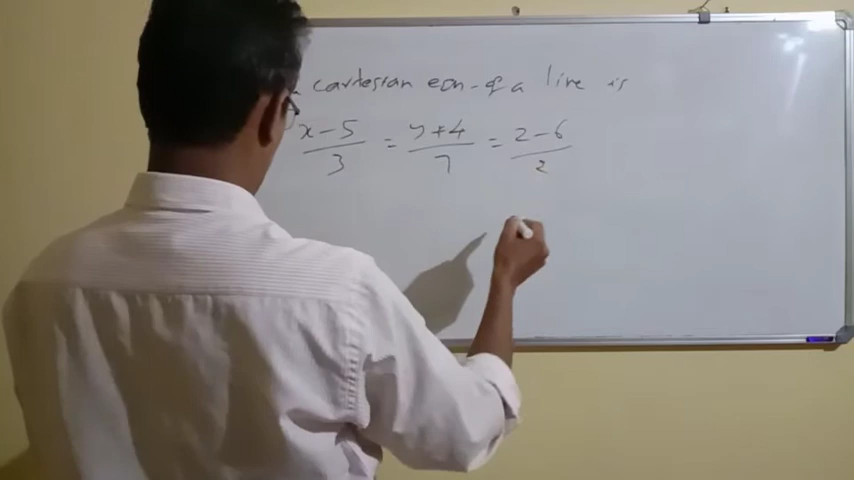 cartesian eqn. of a line is
x-5/3 = y+4/7 = z-6/2